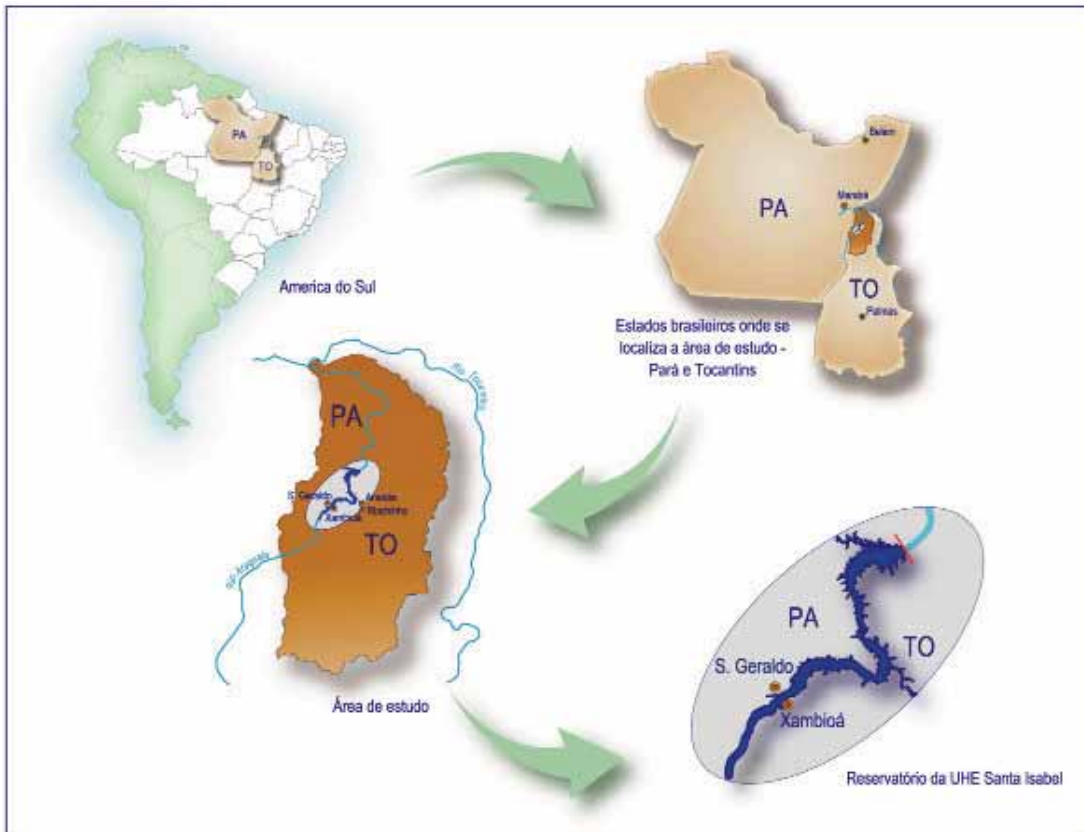 PA
TO
America do Sul
Belém
Marabá
PA
TO
Palmas
Estados brasileiros onde se
localiza a área de estudo -
Pará e Tocantins
rio Tocantins
PA
S. Geraldo
Xambioá
TO
rio Araguaia
Área de estudo
PA
TO
S. Geraldo
Xambioá
Reservatório da UHE Santa Isabel